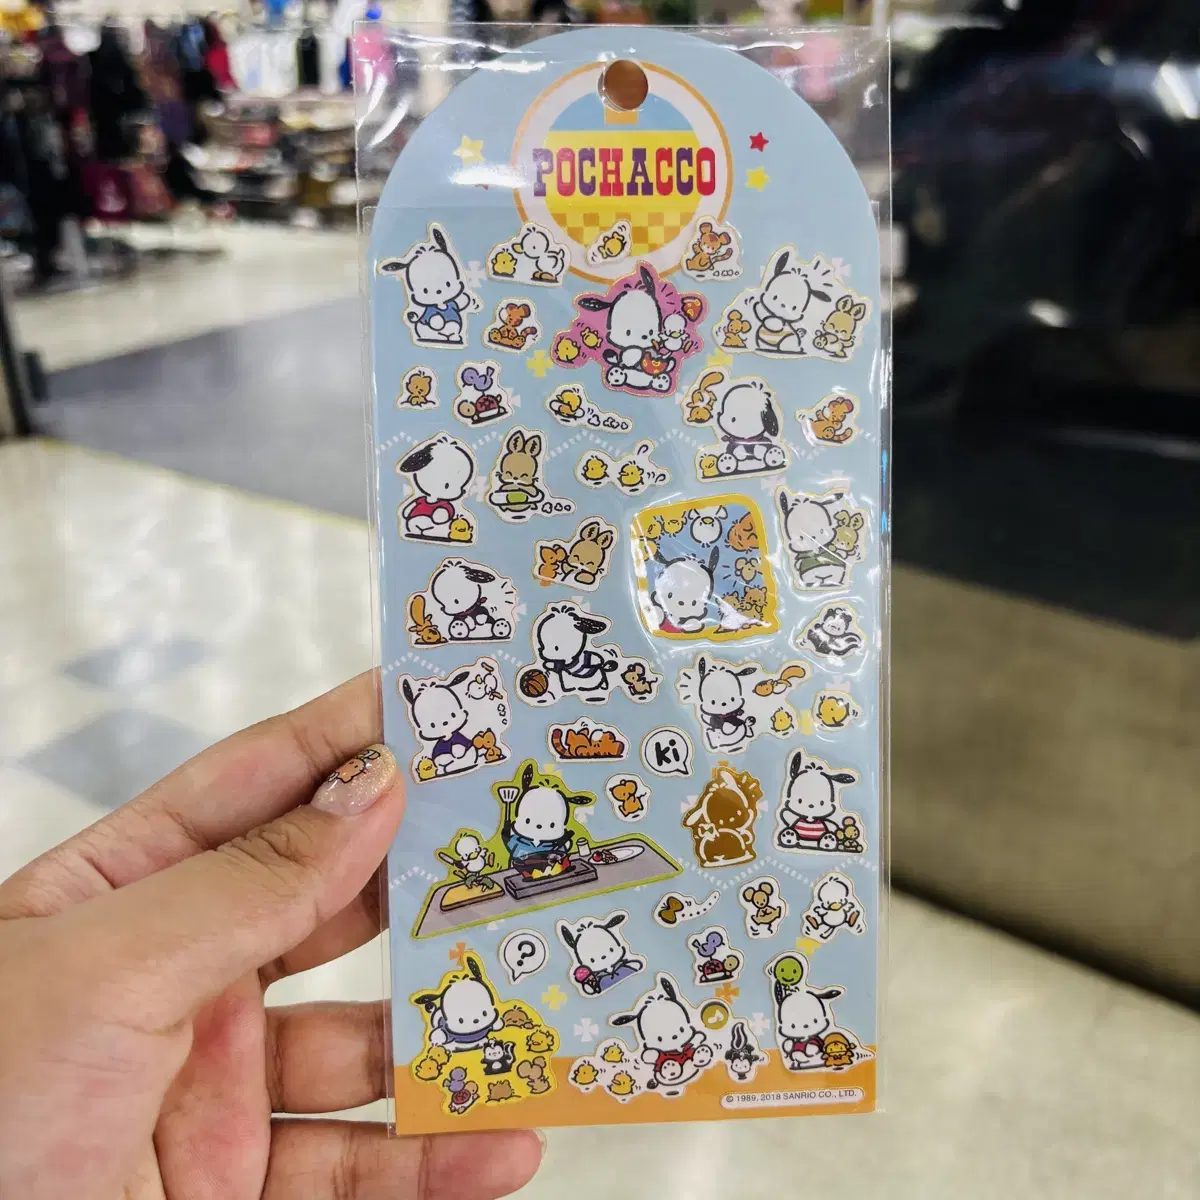 POCHACCO
ki
?
© 1989, 2018 SANRIO CO., LTD.